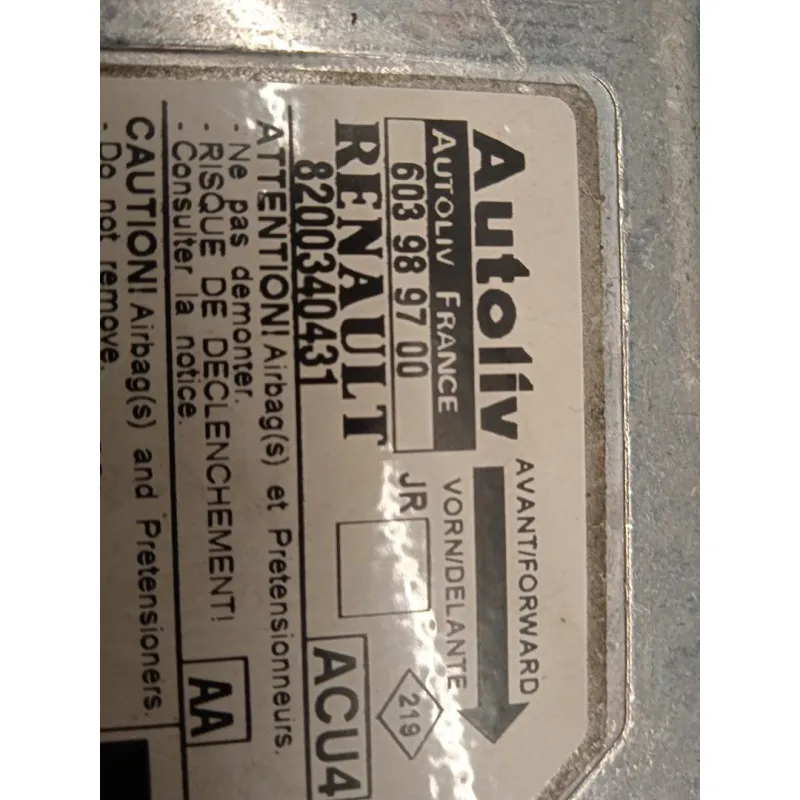 Autoliv
AVANT/FORWARD
VORN/DELANTE
AUTOLIV FRANCE
603 98 97 00
JR
219
RENAULT
8200340431
ACU4
ATTENTION! Airbag(s) et Pretensionneurs.
- Ne pas demonter.
- RISQUE DE DECLENCHEMENT!
- Consulter la notice.
AA
CAUTION! Airbag(s) and Pretensioners.
- Do not remove.